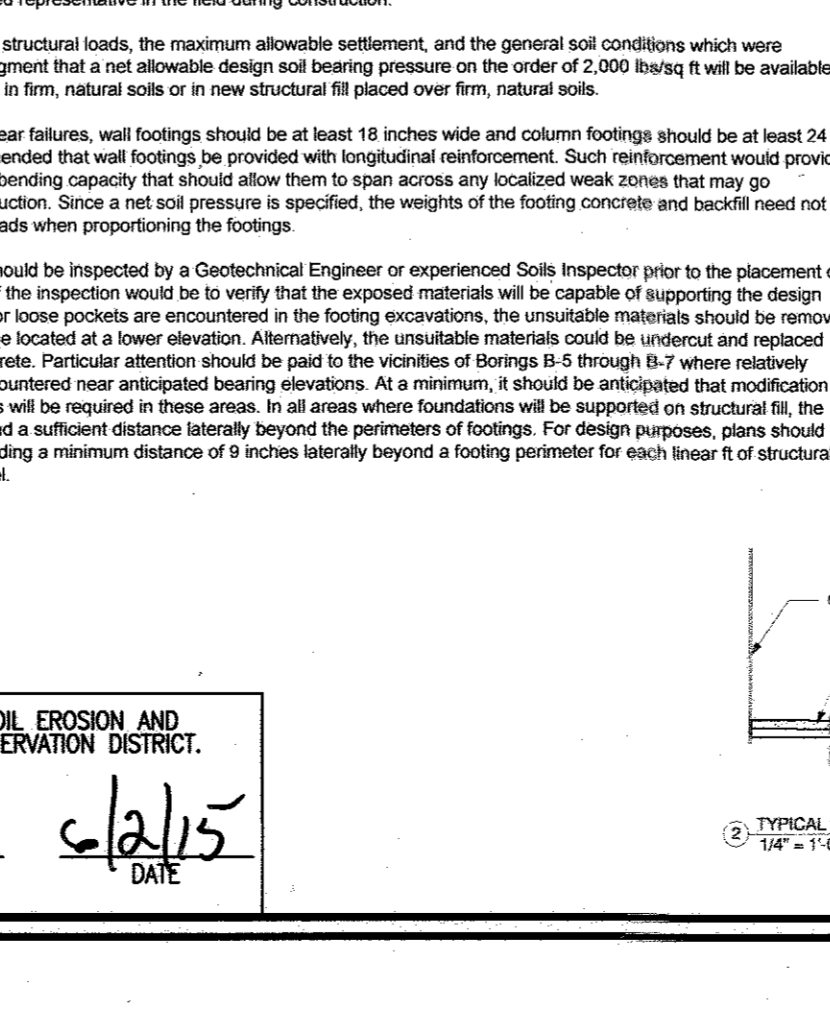 representative in the field during construction.
structural loads, the maximum allowable settlement, and the general soil conditions which were
gment that a net allowable design soil bearing pressure on the order of 2,000 lbs/sq ft will be available
in firm, natural soils or in new structural fill placed over firm, natural soils.
ear failures, wall footings should be at least 18 inches wide and column footings should be at least 24
ended that wall footings be provided with longitudinal reinforcement. Such reinforcement would provid
bending capacity that should allow them to span across any localized weak zones that may go
uction. Since a net soil pressure is specified, the weights of the footing concrete and backfill need not
ads when proportioning the footings.
hould be inspected by a Geotechnical Engineer or experienced Soils Inspector prior to the placement
f the inspection would be to verify that the exposed materials will be capable of supporting the design
or loose pockets are encountered in the footing excavations, the unsuitable materials should be remov
e located at a lower elevation. Alternatively, the unsuitable materials could be undercut and replaced
rete. Particular attention should be paid to the vicinities of Borings B-5 through B-7 where relatively
ountered near anticipated bearing elevations. At a minimum, it should be anticipated that modification
s will be required in these areas. In all areas where foundations will be supported on structural fill, the
d a sufficient distance laterally beyond the perimeters of footings. For design purposes, plans should
ding a minimum distance of 9 inches laterally beyond a footing perimeter for each linear ft of structura
l.
OIL EROSION AND
ERVATION DISTRICT.
6/2/15
DATE
2 TYPICAL
1/4" = 1'-